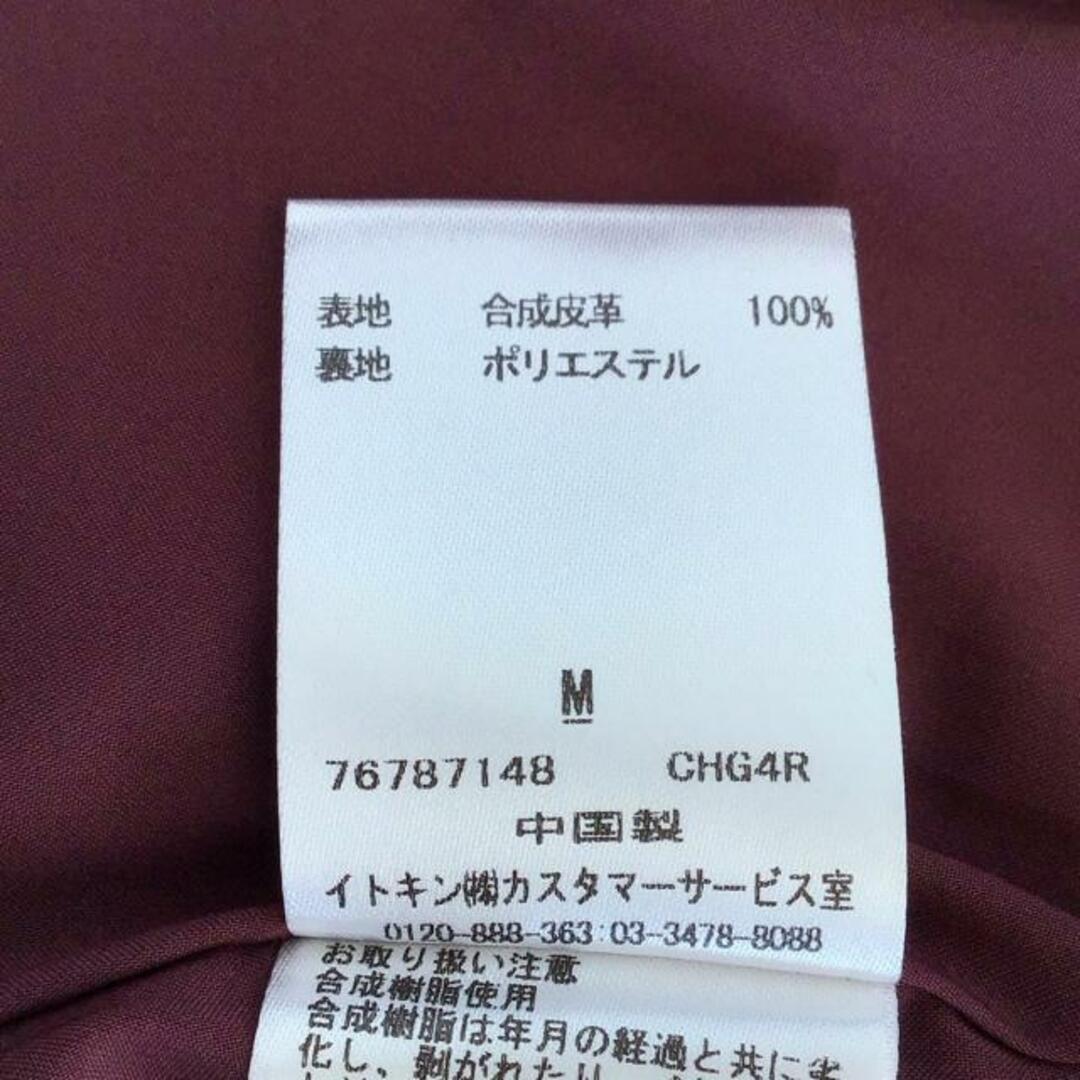 表地 合成皮革 100%
裏地 ポリエステル
M
76787148 CHG4R
中国製
イトキン㈱カスタマーサービス室
0120-888-363:03-3478-8088
お取り扱い注意
合成樹脂使用
合成樹脂は年月の経過と共に劣
化し、剥がれたり